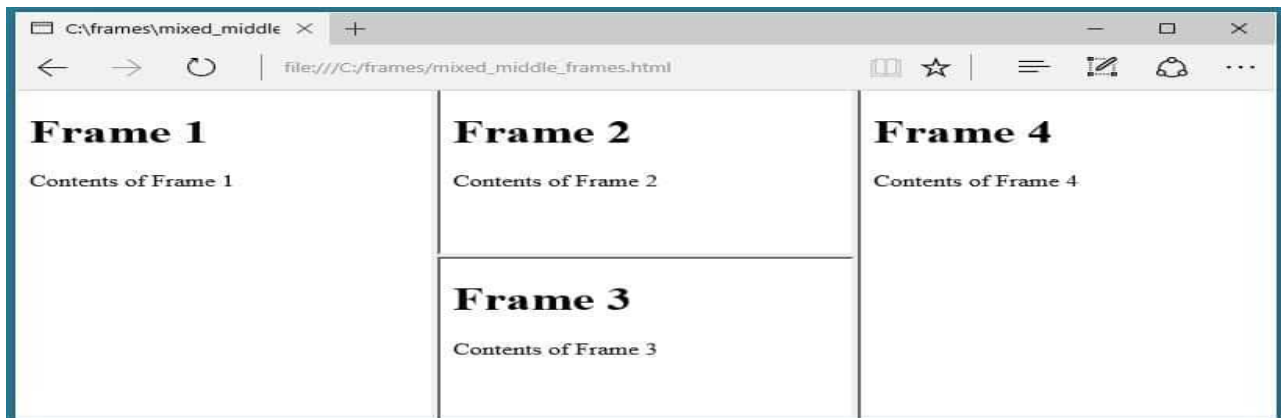 C:\frames\mixed_middle
file:///C:/frames/mixed_middle_frames.html
Frame 1
Contents of Frame 1
Frame 2
Contents of Frame 2
Frame 3
Contents of Frame 3
Frame 4
Contents of Frame 4